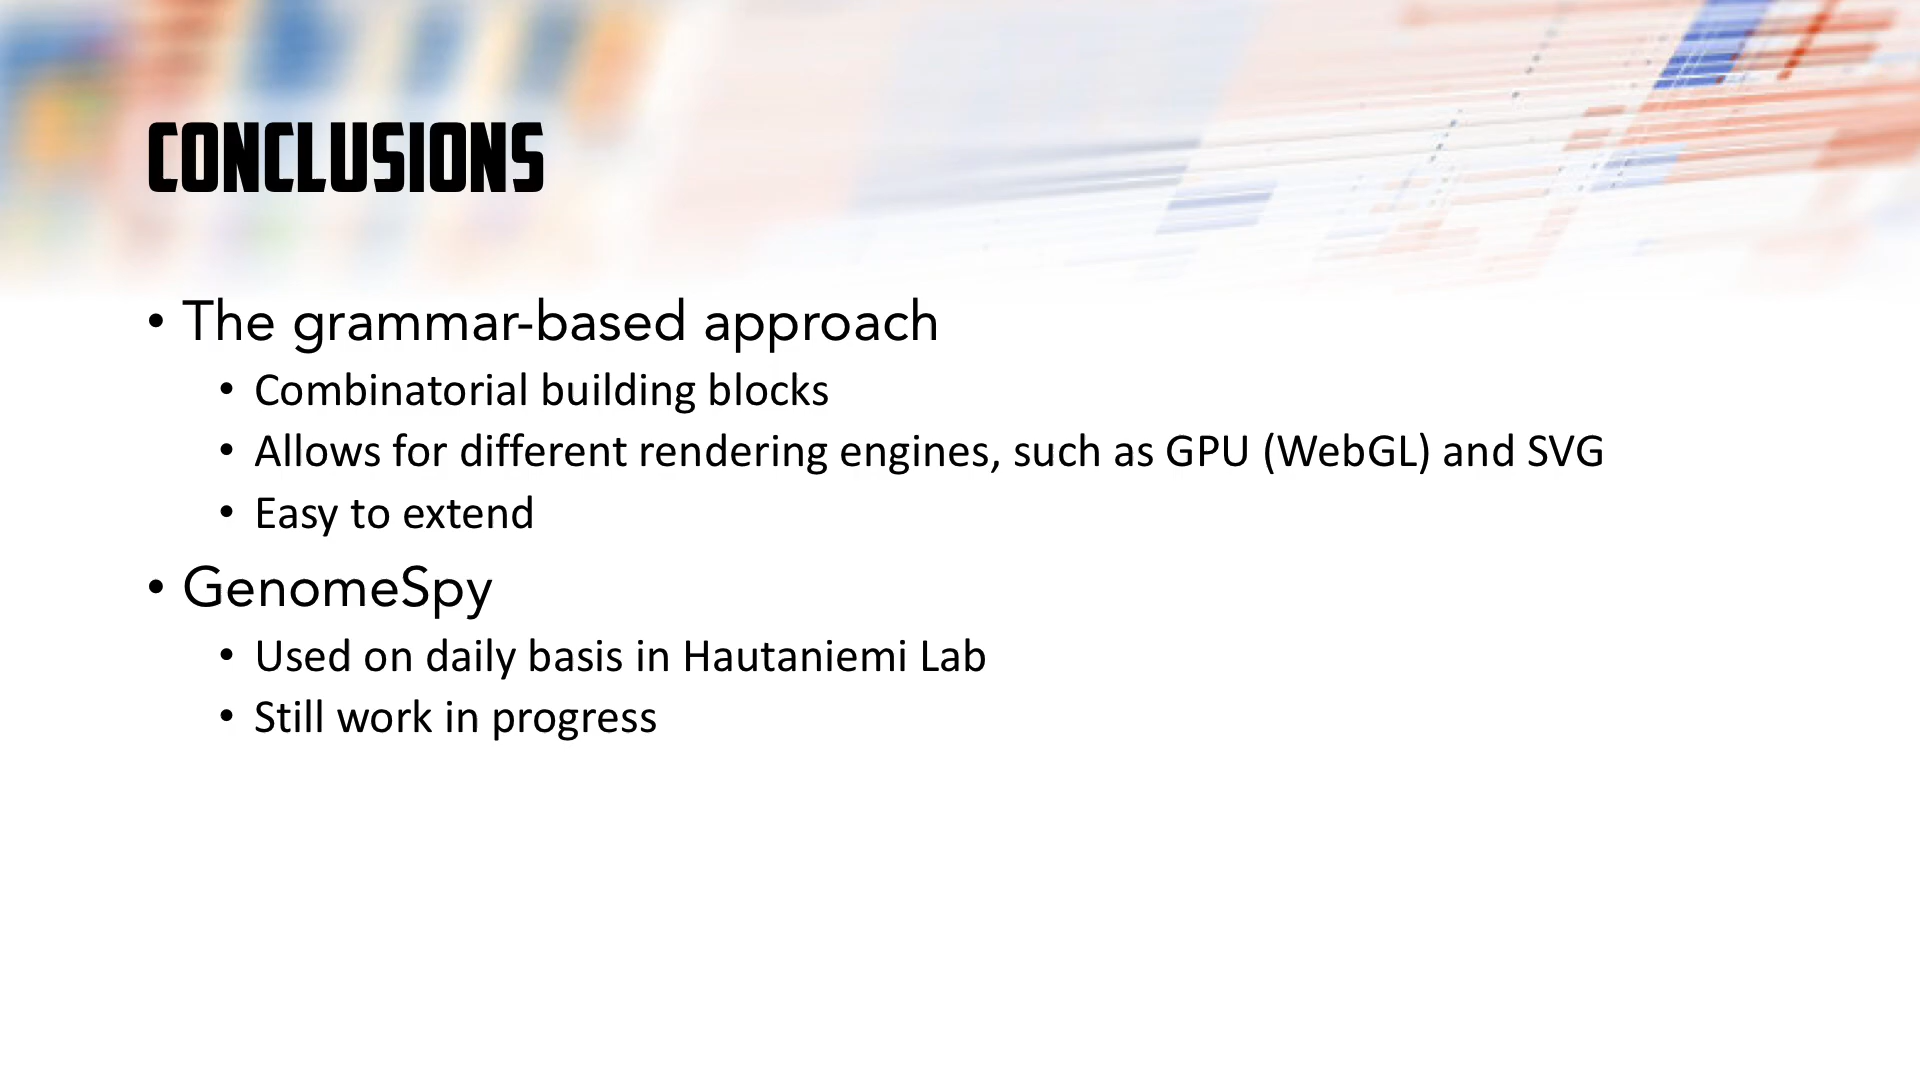 CONCLUSIONS
• The grammar-based approach
• Combinatorial building blocks
• Allows for different rendering engines, such as GPU (WebGL) and SVG
• Easy to extend
• GenomeSpy
• Used on daily basis in Hautaniemi Lab
• Still work in progress